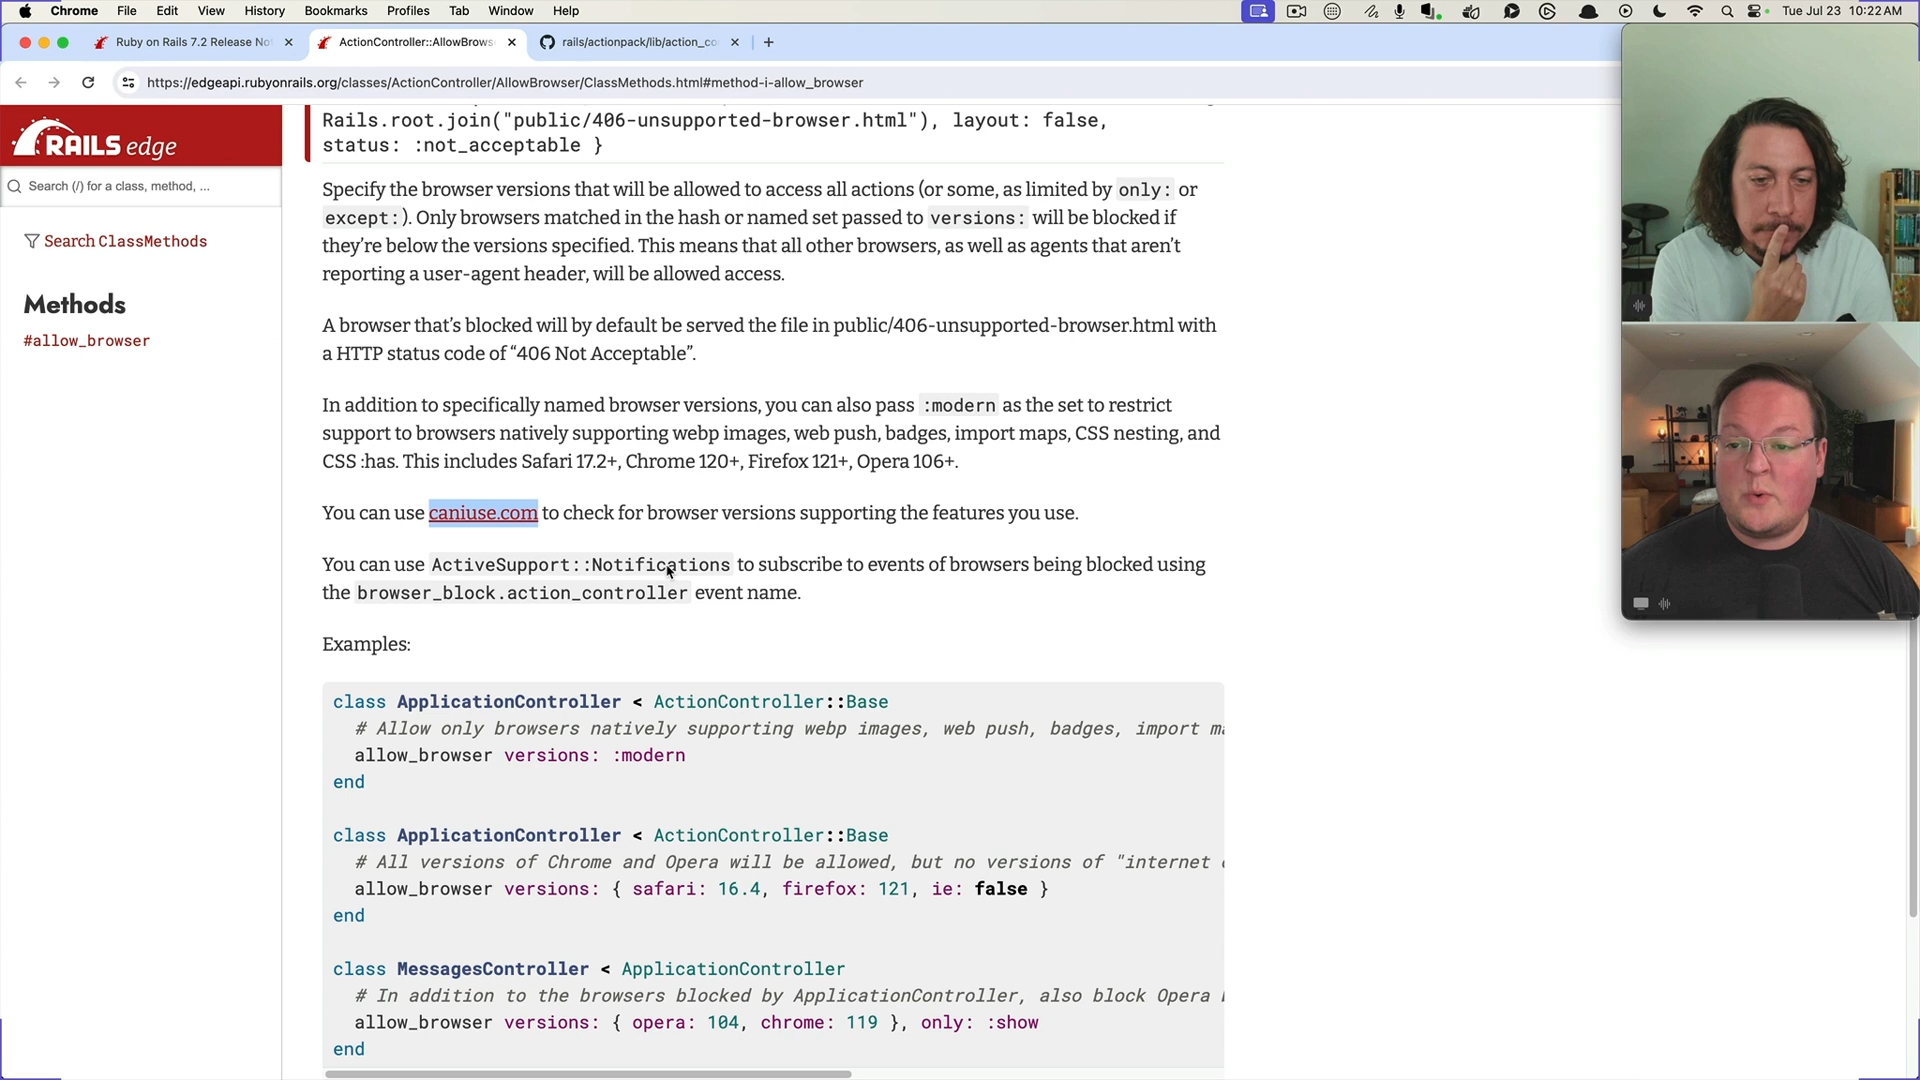 Chrome File Edit View History Bookmarks Profiles Tab Window Help Tue Jul 23 10:22 AM
Ruby on Rails 7.2 Release No ActionController::AllowBrows rails/actionpack/lib/action_co
https://edgeapi.rubyonrails.org/classes/ActionController/AllowBrowser/ClassMethods.html#method-i-allow_browser
RAILS edge
Search (/) for a class, method, ...
Search ClassMethods
Methods
#allow_browser
Rails.root.join("public/406-unsupported-browser.html"), layout: false,
status: :not_acceptable }
Specify the browser versions that will be allowed to access all actions (or some, as limited by only: or
except:). Only browsers matched in the hash or named set passed to versions: will be blocked if
they’re below the versions specified. This means that all other browsers, as well as agents that aren’t
reporting a user-agent header, will be allowed access.
A browser that’s blocked will by default be served the file in public/406-unsupported-browser.html with
a HTTP status code of “406 Not Acceptable”.
In addition to specifically named browser versions, you can also pass :modern as the set to restrict
support to browsers natively supporting webp images, web push, badges, import maps, CSS nesting, and
CSS :has. This includes Safari 17.2+, Chrome 120+, Firefox 121+, Opera 106+.
You can use caniuse.com to check for browser versions supporting the features you use.
You can use ActiveSupport::Notifications to subscribe to events of browsers being blocked using
the browser_block.action_controller event name.
Examples:
class ApplicationController < ActionController::Base
# Allow only browsers natively supporting webp images, web push, badges, import ma
allow_browser versions: :modern
end
class ApplicationController < ActionController::Base
# All versions of Chrome and Opera will be allowed, but no versions of "internet
allow_browser versions: { safari: 16.4, firefox: 121, ie: false }
end
class MessagesController < ApplicationController
# In addition to the browsers blocked by ApplicationController, also block Opera
allow_browser versions: { opera: 104, chrome: 119 }, only: :show
end